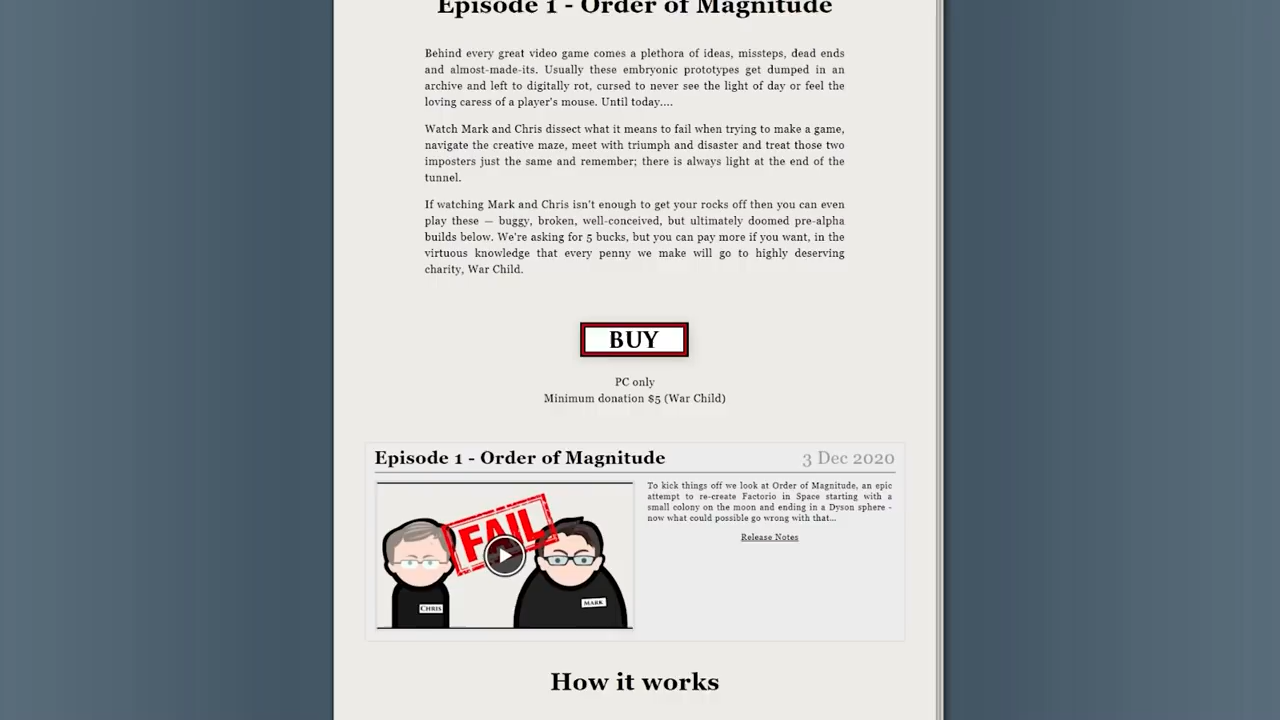 Episode 1 - Order of Magnitude
Behind every great video game comes a plethora of ideas, missteps, dead ends
and almost-made-its. Usually these embryonic prototypes get dumped in an
archive and left to digitally rot, cursed to never see the light of day or feel the
loving caress of a player's mouse. Until today....
Watch Mark and Chris dissect what it means to fail when trying to make a game,
navigate the creative maze, meet with triumph and disaster and treat those two
imposters just the same and remember; there is always light at the end of the
tunnel.
If watching Mark and Chris isn't enough to get your rocks off then you can even
play these — buggy, broken, well-conceived, but ultimately doomed pre-alpha
builds below. We're asking for 5 bucks, but you can pay more if you want, in the
virtuous knowledge that every penny we make will go to highly deserving
charity, War Child.
BUY
PC only
Minimum donation $5 (War Child)
Episode 1 - Order of Magnitude
3 Dec 2020
To kick things off we look at Order of Magnitude, an epic
attempt to re-create Factorio in Space starting with a
small colony on the moon and ending in a Dyson sphere -
now what could possible go wrong with that...
Release Notes
FAIL
CHRIS
MARK
How it works